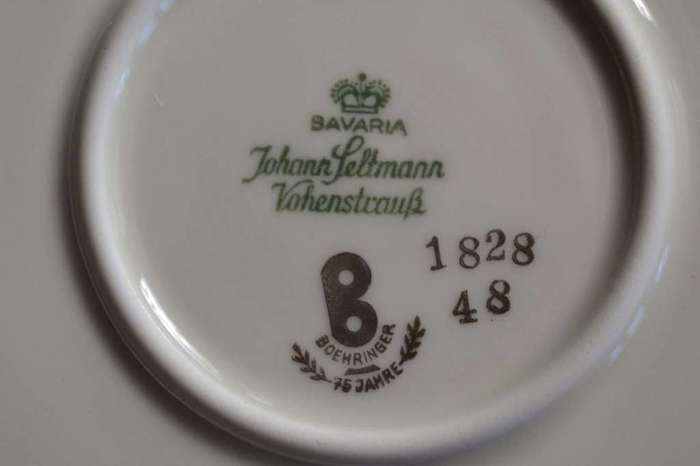 BAVARIA
Johann Seltmann
Vohenstrauß
1828
48
B
BOEHRINGER
75 JAHRE